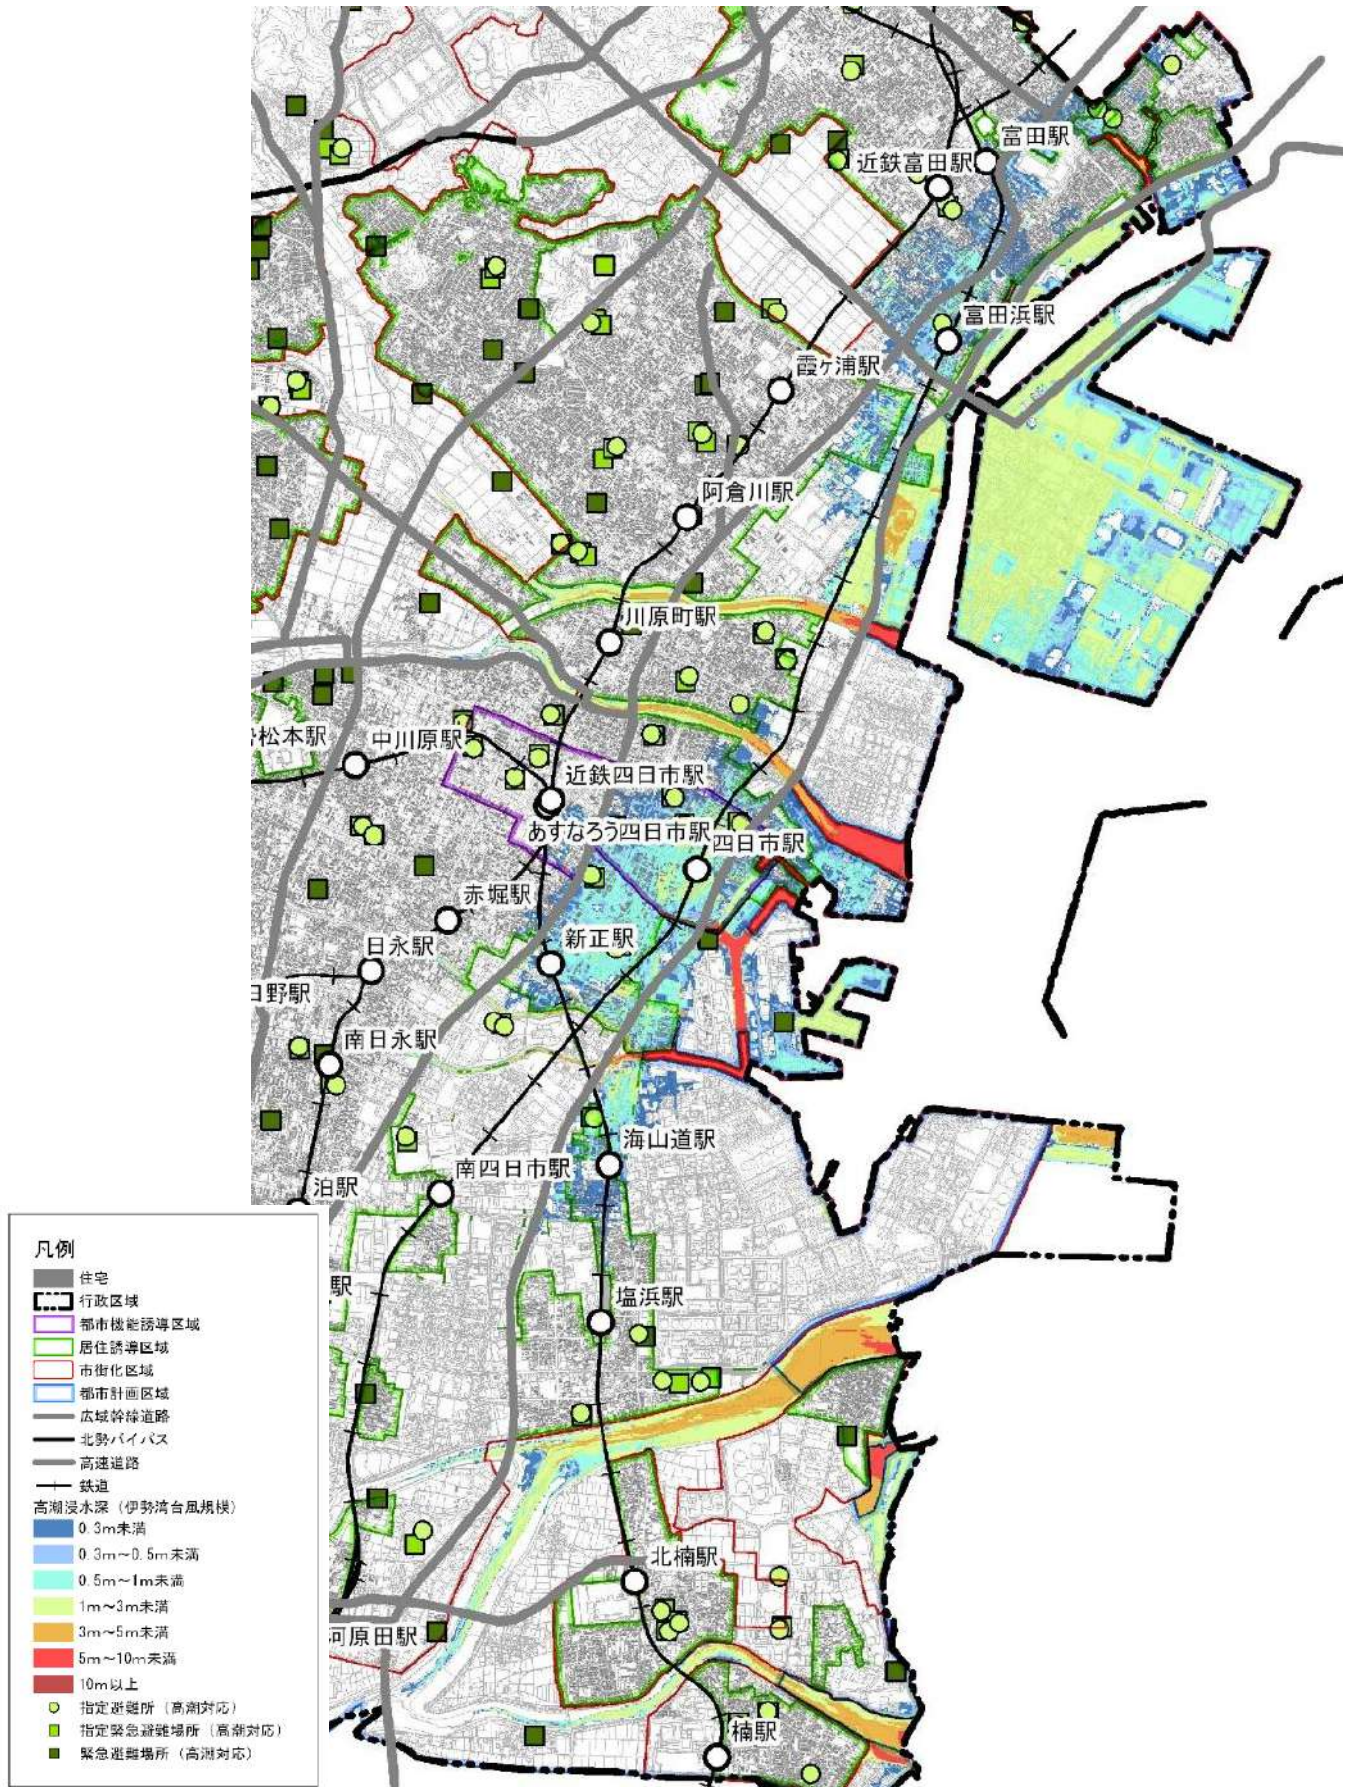 富田駅
近鉄富田駅
富田浜駅
霞ヶ浦駅
阿倉川駅
川原町駅
松本駅
中川原駅
近鉄四日市駅
あすなろう四日市駅
四日市駅
赤堀駅
新正駅
日永駅
日野駅
南日永駅
海山道駅
南四日市駅
泊駅
塩浜駅
駅
北楠駅
河原田駅
楠駅
凡例
住宅
行政区域
都市機能誘導区域
居住誘導区域
市街化区域
都市計画区域
広域幹線道路
北勢バイパス
高速道路
鉄道
高潮浸水深（伊勢湾台風規模）
0.3m未満
0.3m～0.5m未満
0.5m～1m未満
1m～3m未満
3m～5m未満
5m～10m未満
10m以上
指定避難所（高潮対応）
指定緊急避難場所（高潮対応）
緊急避難場所（高潮対応）